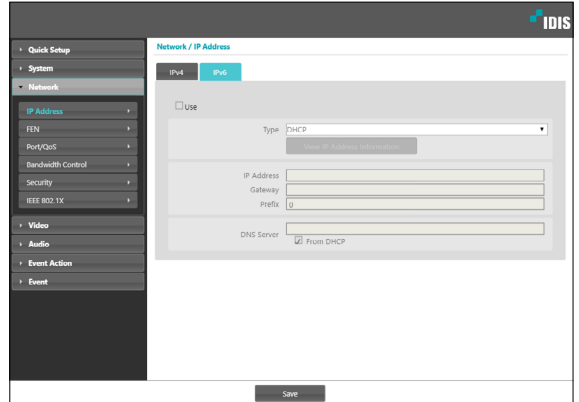 IDIS
Quick Setup
System
Network
IP Address
FEN
Port/QoS
Bandwidth Control
Security
IEEE 802.1X
Video
Audio
Event Action
Event
Network / IP Address
IPv4 IPv6
Use
Type DHCP
View IP Address Information
IP Address
Gateway
Prefix 0
DNS Server
From DHCP
Save